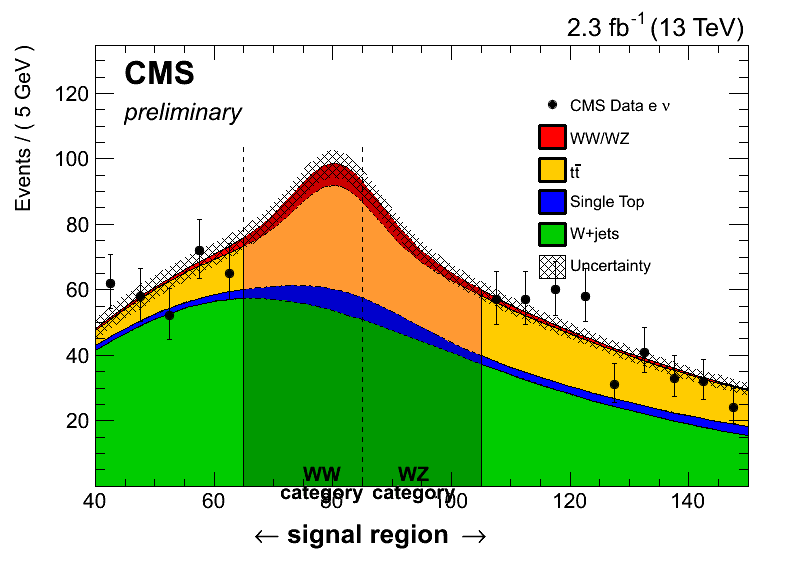 2.3 fb⁻¹ (13 TeV)
CMS
preliminary
Events / ( 5 GeV )
120
100
80
60
40
20
CMS Data e ν
WW/WZ
tt̄
Single Top
W+jets
Uncertainty
WW category
WZ category
40 60 80 100 120 140
← signal region →